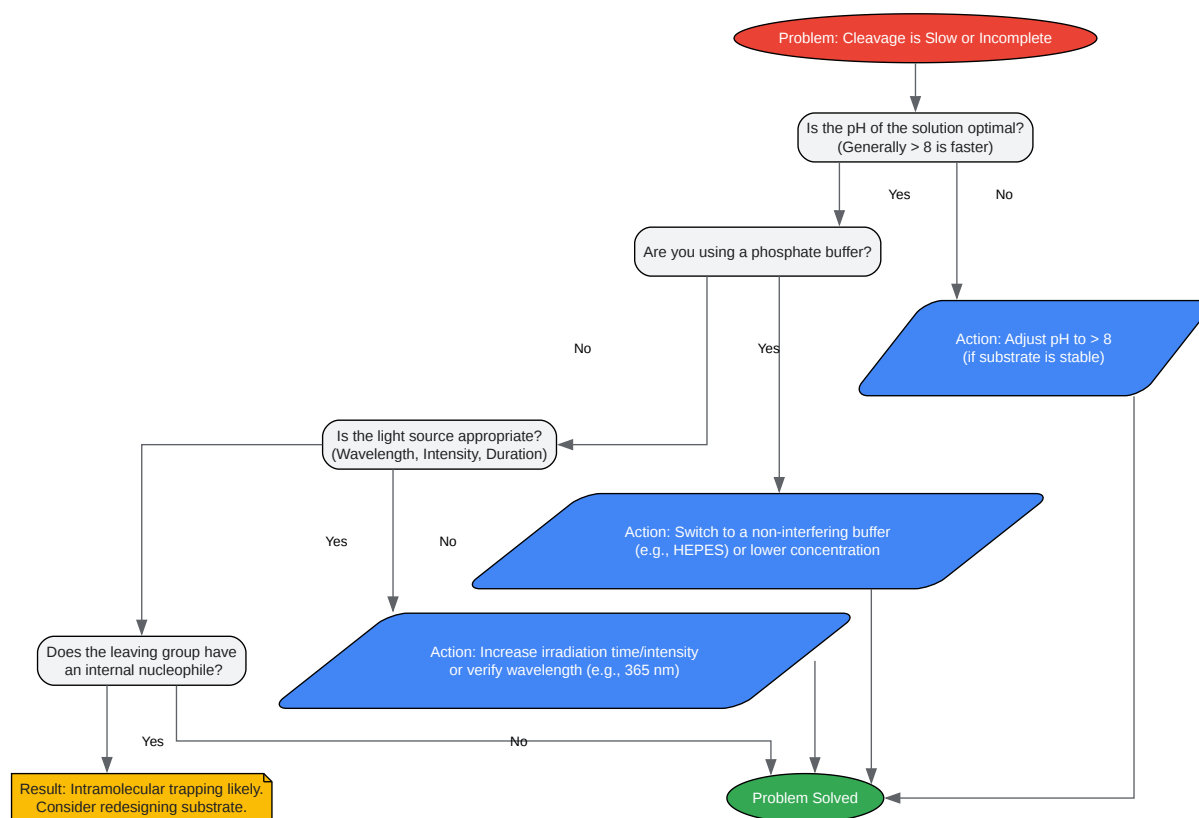 Problem: Cleavage is Slow or Incomplete
Is the pH of the solution optimal?
(Generally > 8 is faster)
Yes
No
Are you using a phosphate buffer?
Action: Adjust pH to > 8
(if substrate is stable)
No
Yes
Is the light source appropriate?
(Wavelength, Intensity, Duration)
Action: Switch to a non-interfering buffer
(e.g., HEPES) or lower concentration
Yes
No
Does the leaving group have
an internal nucleophile?
Action: Increase irradiation time/intensity
or verify wavelength (e.g., 365 nm)
Yes
No
Result: Intramolecular trapping likely.
Consider redesigning substrate.
Problem Solved